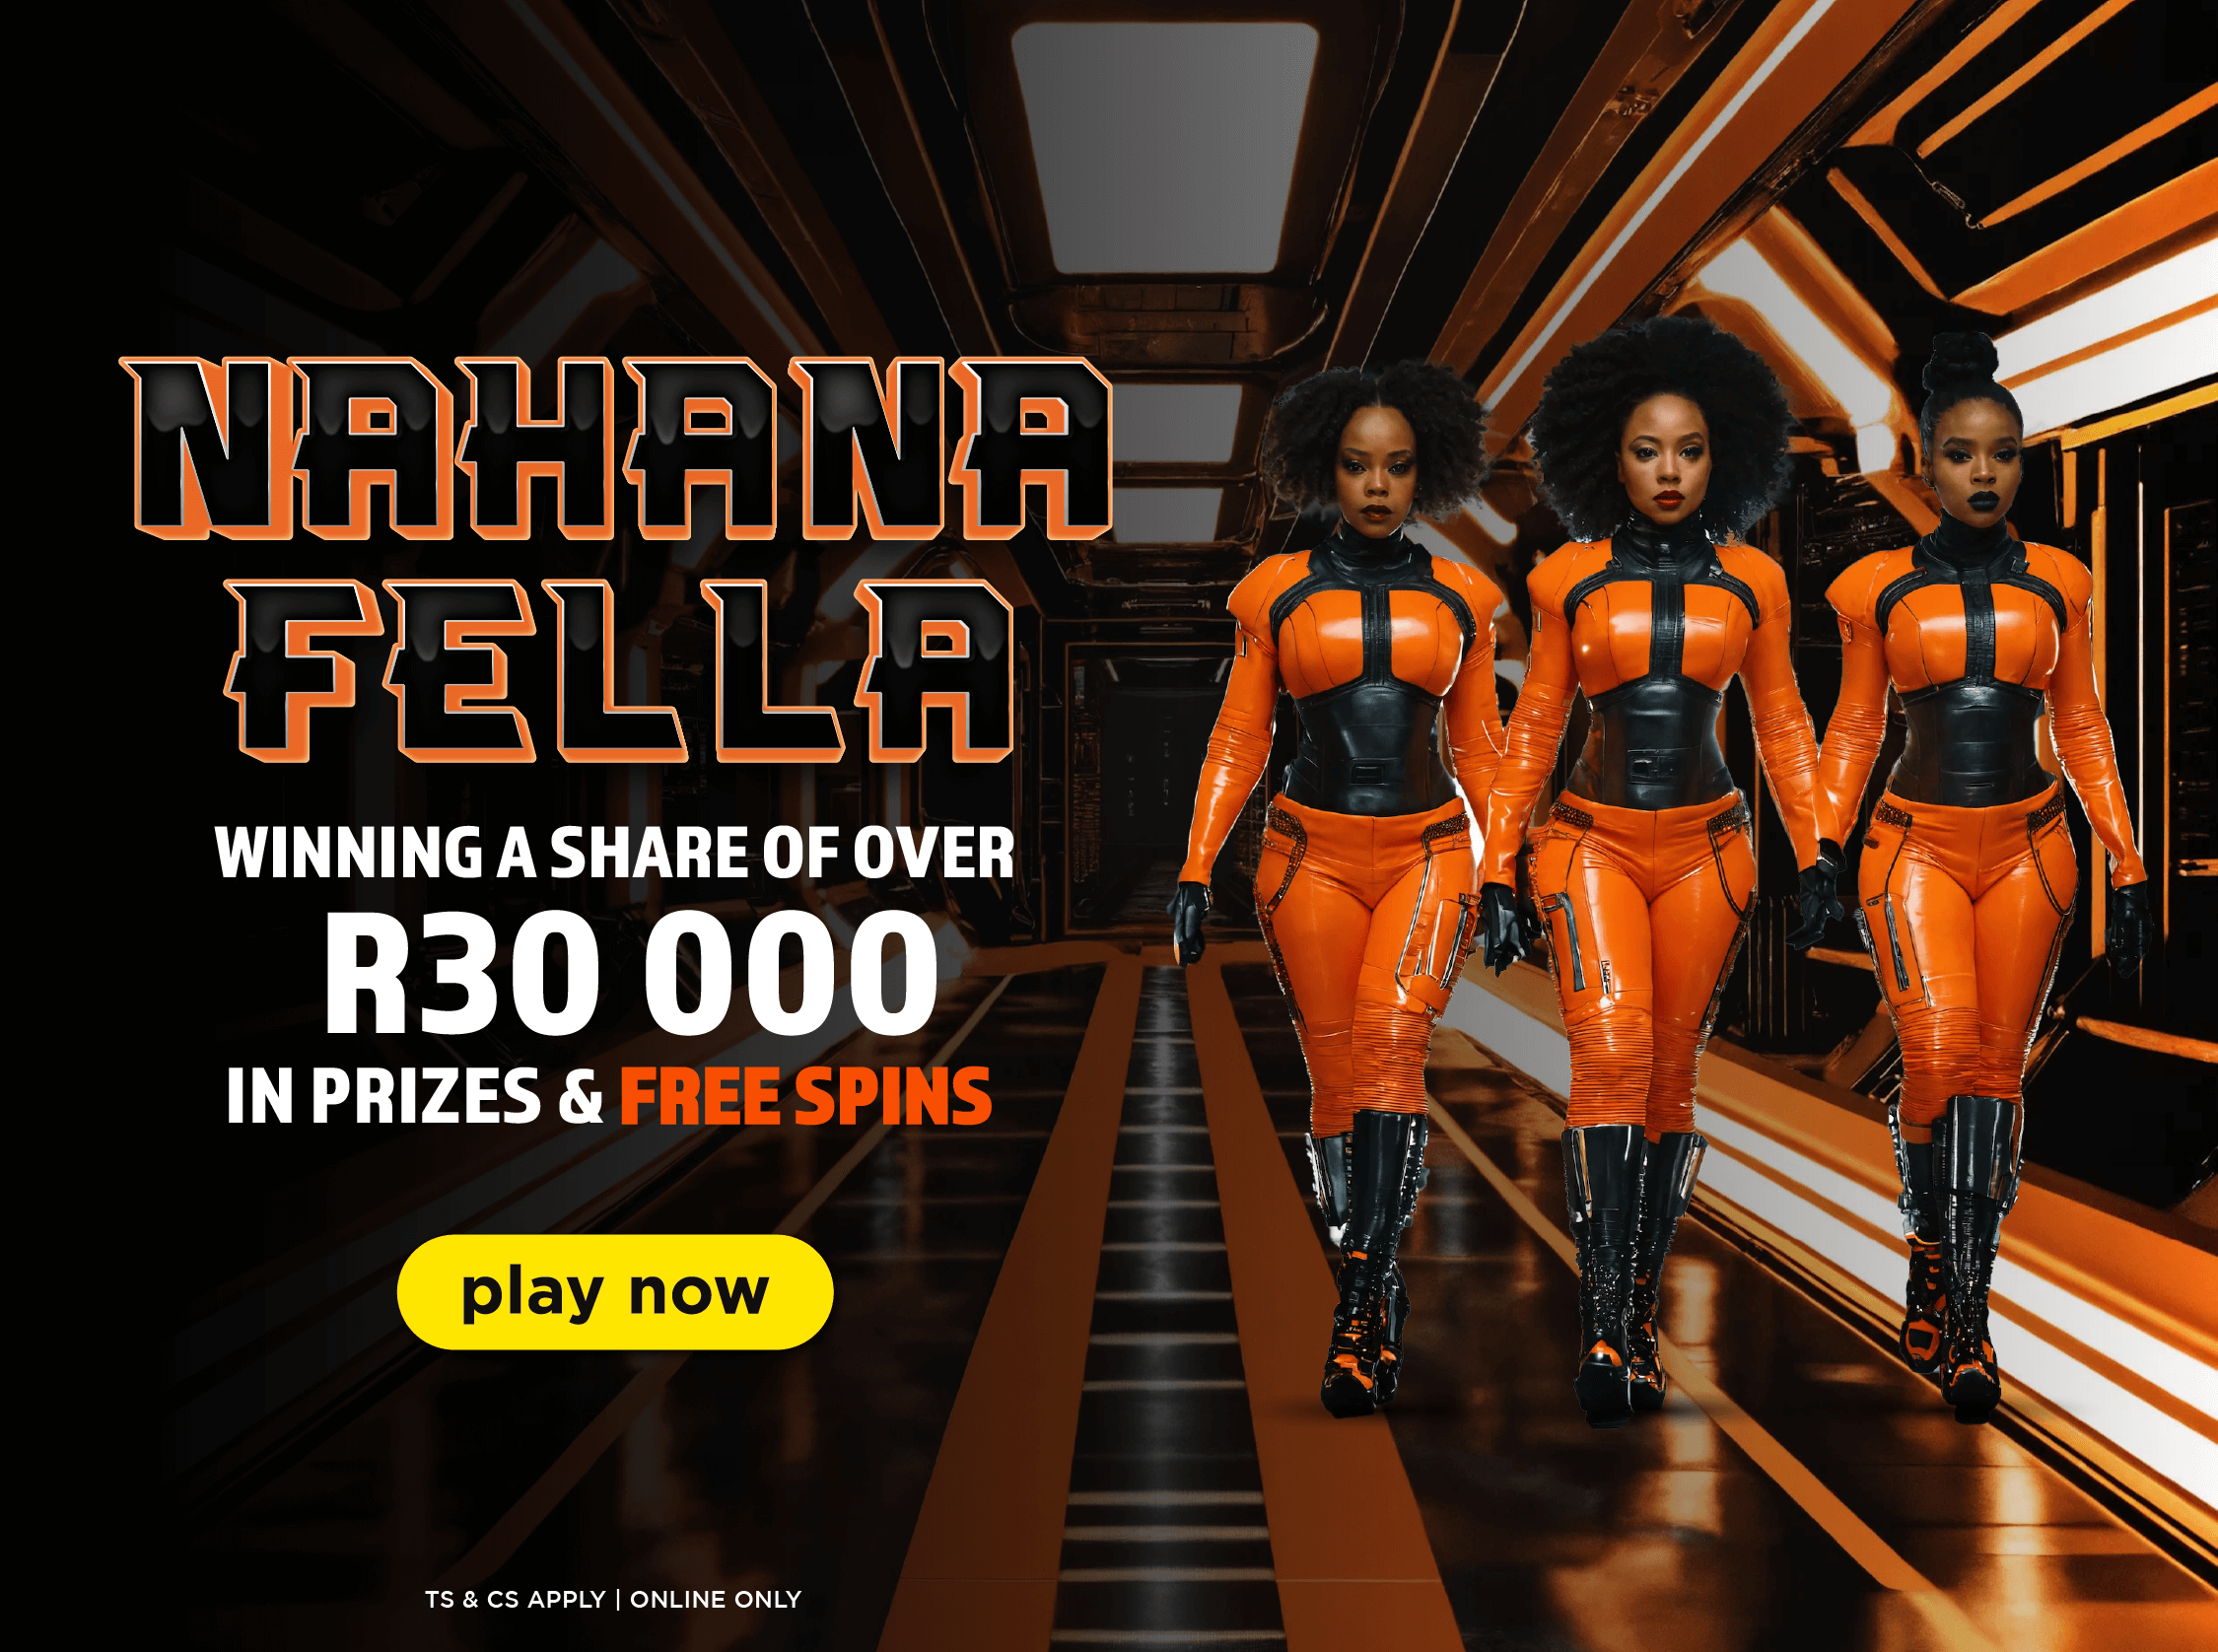 NAHANA
FELLA
WINNING A SHARE OF OVER
R30 000
IN PRIZES & FREE SPINS
play now
TS & CS APPLY | ONLINE ONLY